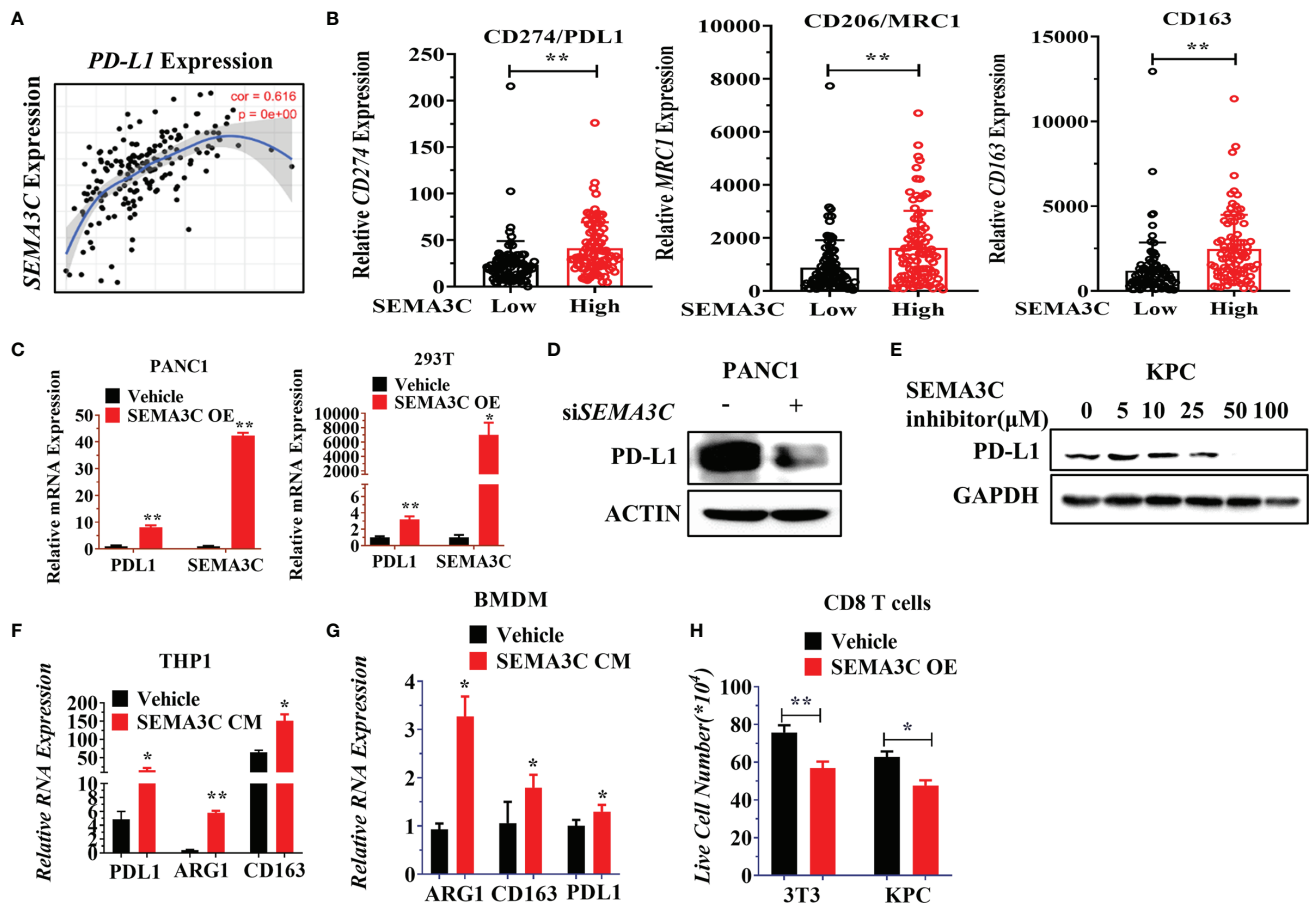 A
PD-L1 Expression
SEMA3C Expression
cor = 0.616
p = 0e+00
B
CD274/PDL1
Relative CD274 Expression
250
200
150
100
50
0
**
SEMA3C Low High
CD206/MRC1
Relative MRC1 Expression
10000
8000
6000
4000
2000
0
**
SEMA3C Low High
CD163
Relative CD163 Expression
15000
10000
5000
0
**
SEMA3C Low High
C
PANC1
Vehicle
SEMA3C OE
Relative mRNA Expression
50
40
30
20
10
0
**
**
PDL1 SEMA3C
293T
Vehicle
SEMA3C OE
Relative mRNA Expression
10000
8000
6000
4000
2000
6
4
2
0
**
*
PDL1 SEMA3C
D
PANC1
siSEMA3C - +
PD-L1
ACTIN
E
KPC
SEMA3C
inhibitor(μM) 0 5 10 25 50 100
PD-L1
GAPDH
F
THP1
Vehicle
SEMA3C CM
Relative RNA Expression
200
150
100
50
10
8
6
4
2
0
*
**
*
PDL1 ARG1 CD163
G
BMDM
Vehicle
SEMA3C CM
Relative RNA Expression
4
3
2
1
0
*
*
*
ARG1 CD163 PDL1
H
CD8 T cells
Vehicle
SEMA3C OE
Live Cell Number(*10⁴)
100
80
60
40
20
0
**
*
3T3 KPC